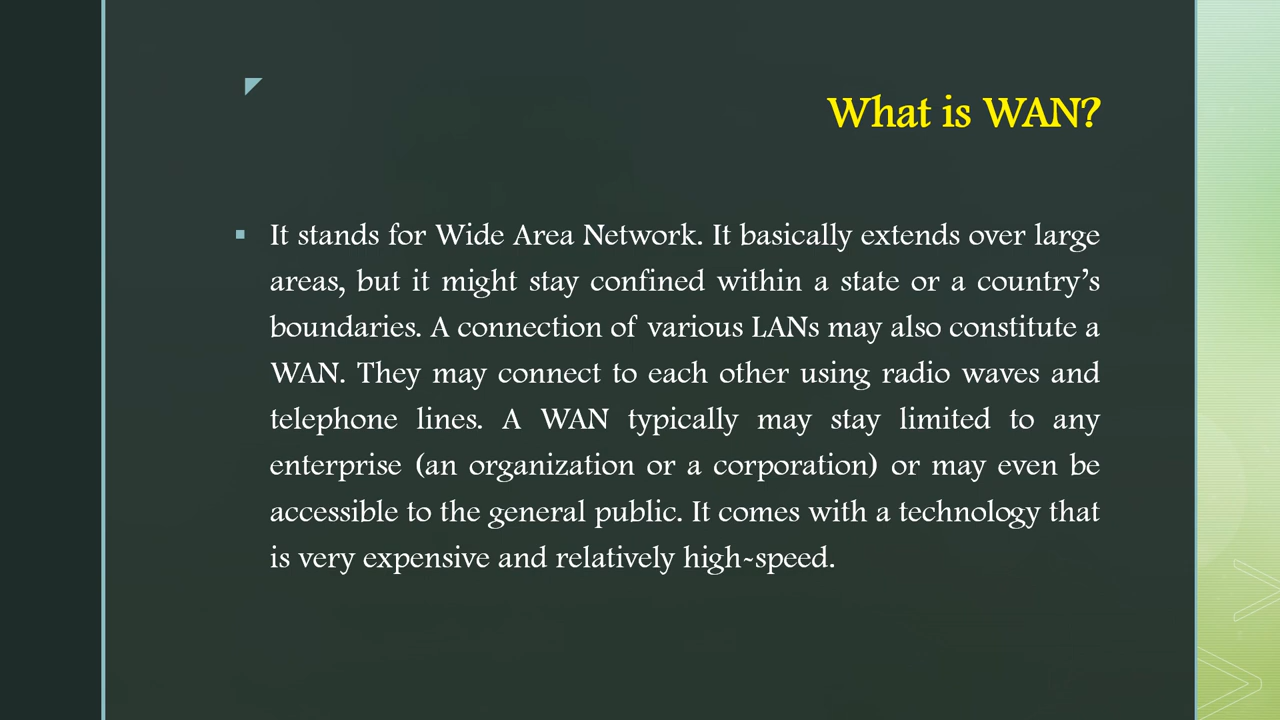 What is WAN?
It stands for Wide Area Network. It basically extends over large
areas, but it might stay confined within a state or a country’s
boundaries. A connection of various LANs may also constitute a
WAN. They may connect to each other using radio waves and
telephone lines. A WAN typically may stay limited to any
enterprise (an organization or a corporation) or may even be
accessible to the general public. It comes with a technology that
is very expensive and relatively high-speed.